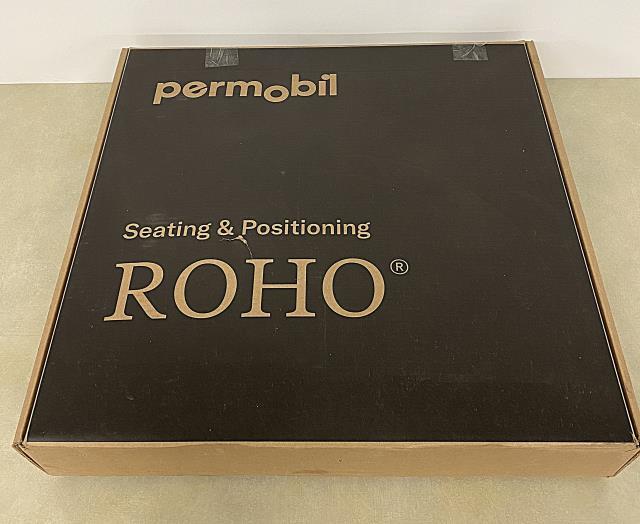 permobil
Seating & Positioning
ROHO®